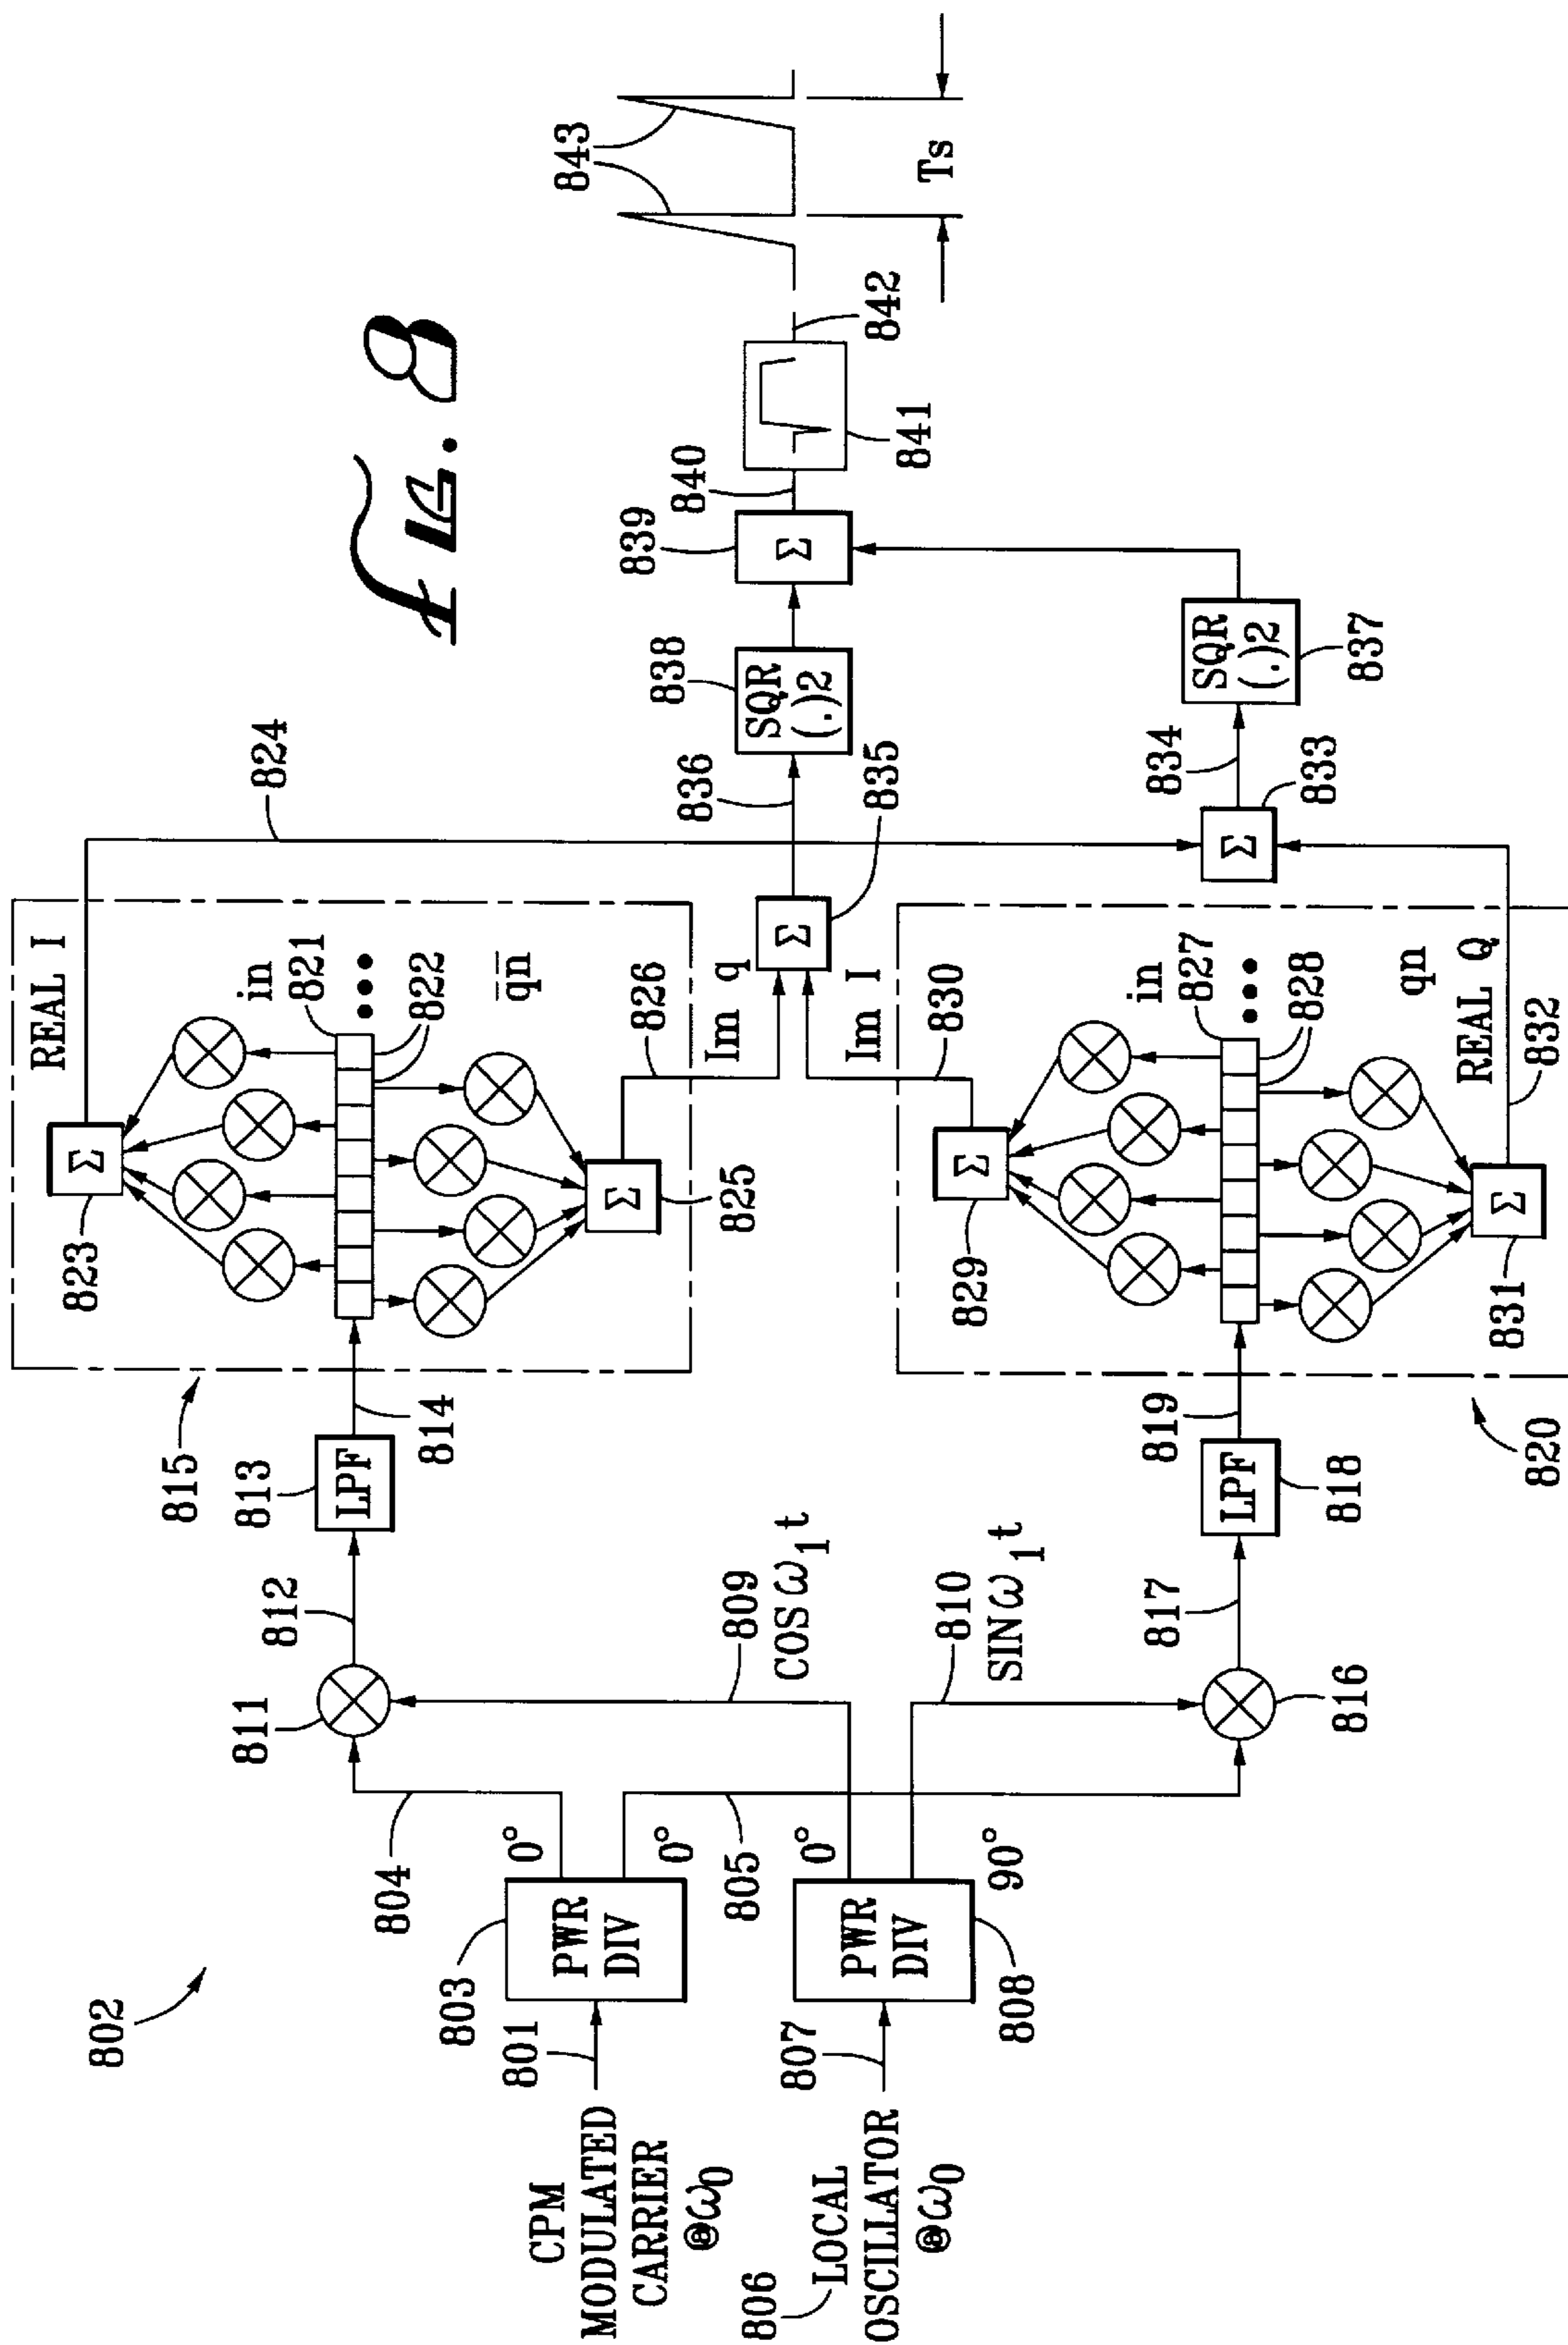 FIG. 8
802
CPM
MODULATED
CARRIER
@ω0
801
803
PWR
DIV
0°
0°
804
805
806
LOCAL
OSCILLATOR
@ω0
807
808
PWR
DIV
0°
90°
809
COS ω1t
810
SIN ω1t
811
812
813
LPF
814
815
816
817
818
LPF
819
820
REAL I
in
821
822
q̅n̅
823
Σ
824
825
Σ
826
Im q
in
827
828
qn
829
Σ
830
Im I
831
Σ
REAL Q
832
833
Σ
834
835
Σ
836
837
SQR
(.)2
838
SQR
(.)2
839
Σ
840
841
842
843
Ts